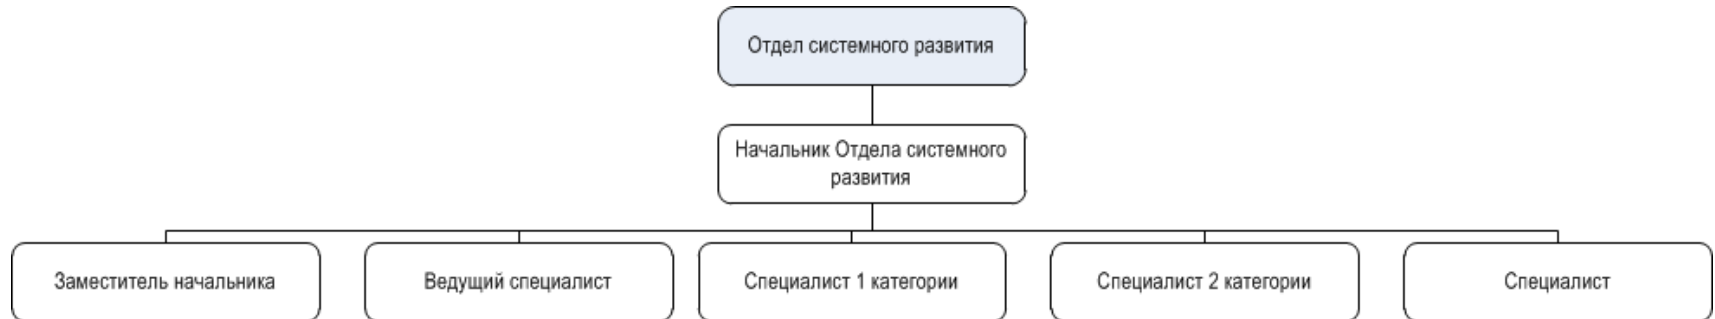 Отдел системного развития
Начальник Отдела системного
развития
Заместитель начальника
Ведущий специалист
Специалист 1 категории
Специалист 2 категории
Специалист